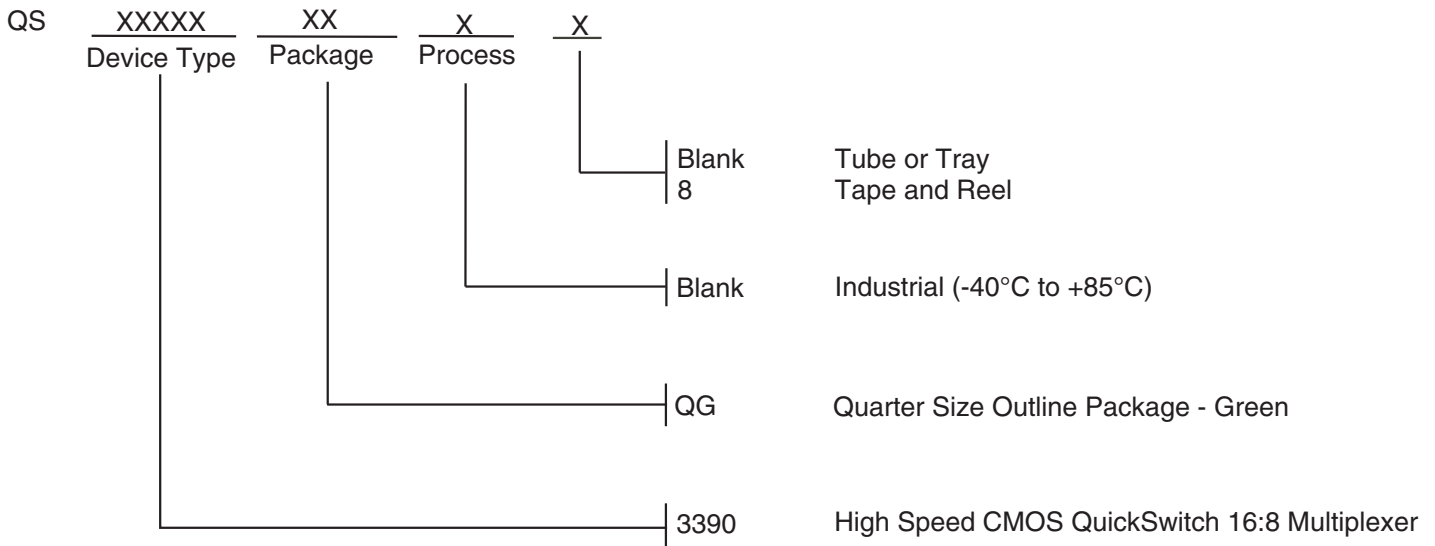 QS XXXXX XX X X
Device Type Package Process
Blank Tube or Tray
8 Tape and Reel
Blank Industrial (-40°C to +85°C)
QG Quarter Size Outline Package - Green
3390 High Speed CMOS QuickSwitch 16:8 Multiplexer